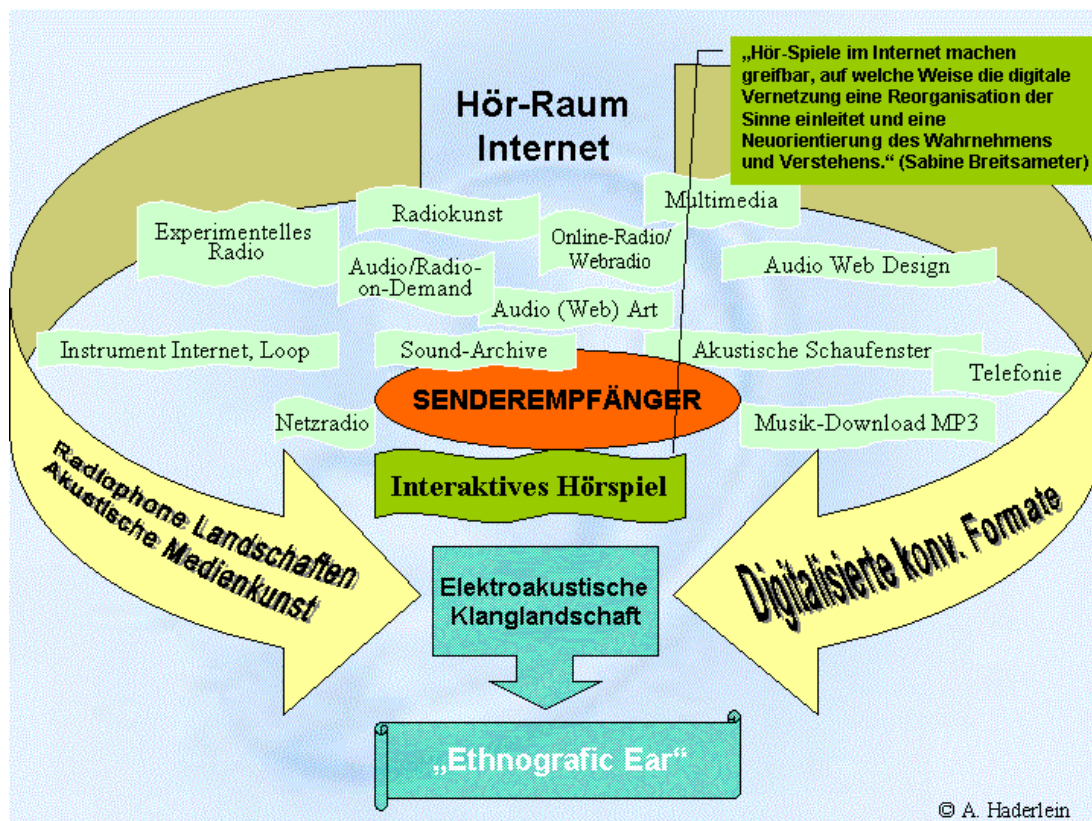 „Hör-Spiele im Internet machen
greifbar, auf welche Weise die digitale
Vernetzung eine Reorganisation der
Sinne einleitet und eine
Neuorientierung des Wahrnehmens
und Verstehens.“ (Sabine Breitsameter)
Hör-Raum
Internet
Multimedia
Radiokunst
Experimentelles
Radio
Online-Radio/
Webradio
Audio/Radio-
on-Demand
Audio Web Design
Audio (Web) Art
Instrument Internet, Loop
Sound-Archive
Akustische Schaufenster
Telefonie
SENDEREMPFÄNGER
Netzradio
Musik-Download MP3
Interaktives Hörspiel
Radiophone Landschaften
Akustische Medienkunst
Digitalisierte konv. Formate
Elektroakustische
Klanglandschaft
„Ethnografic Ear“
© A. Haderlein